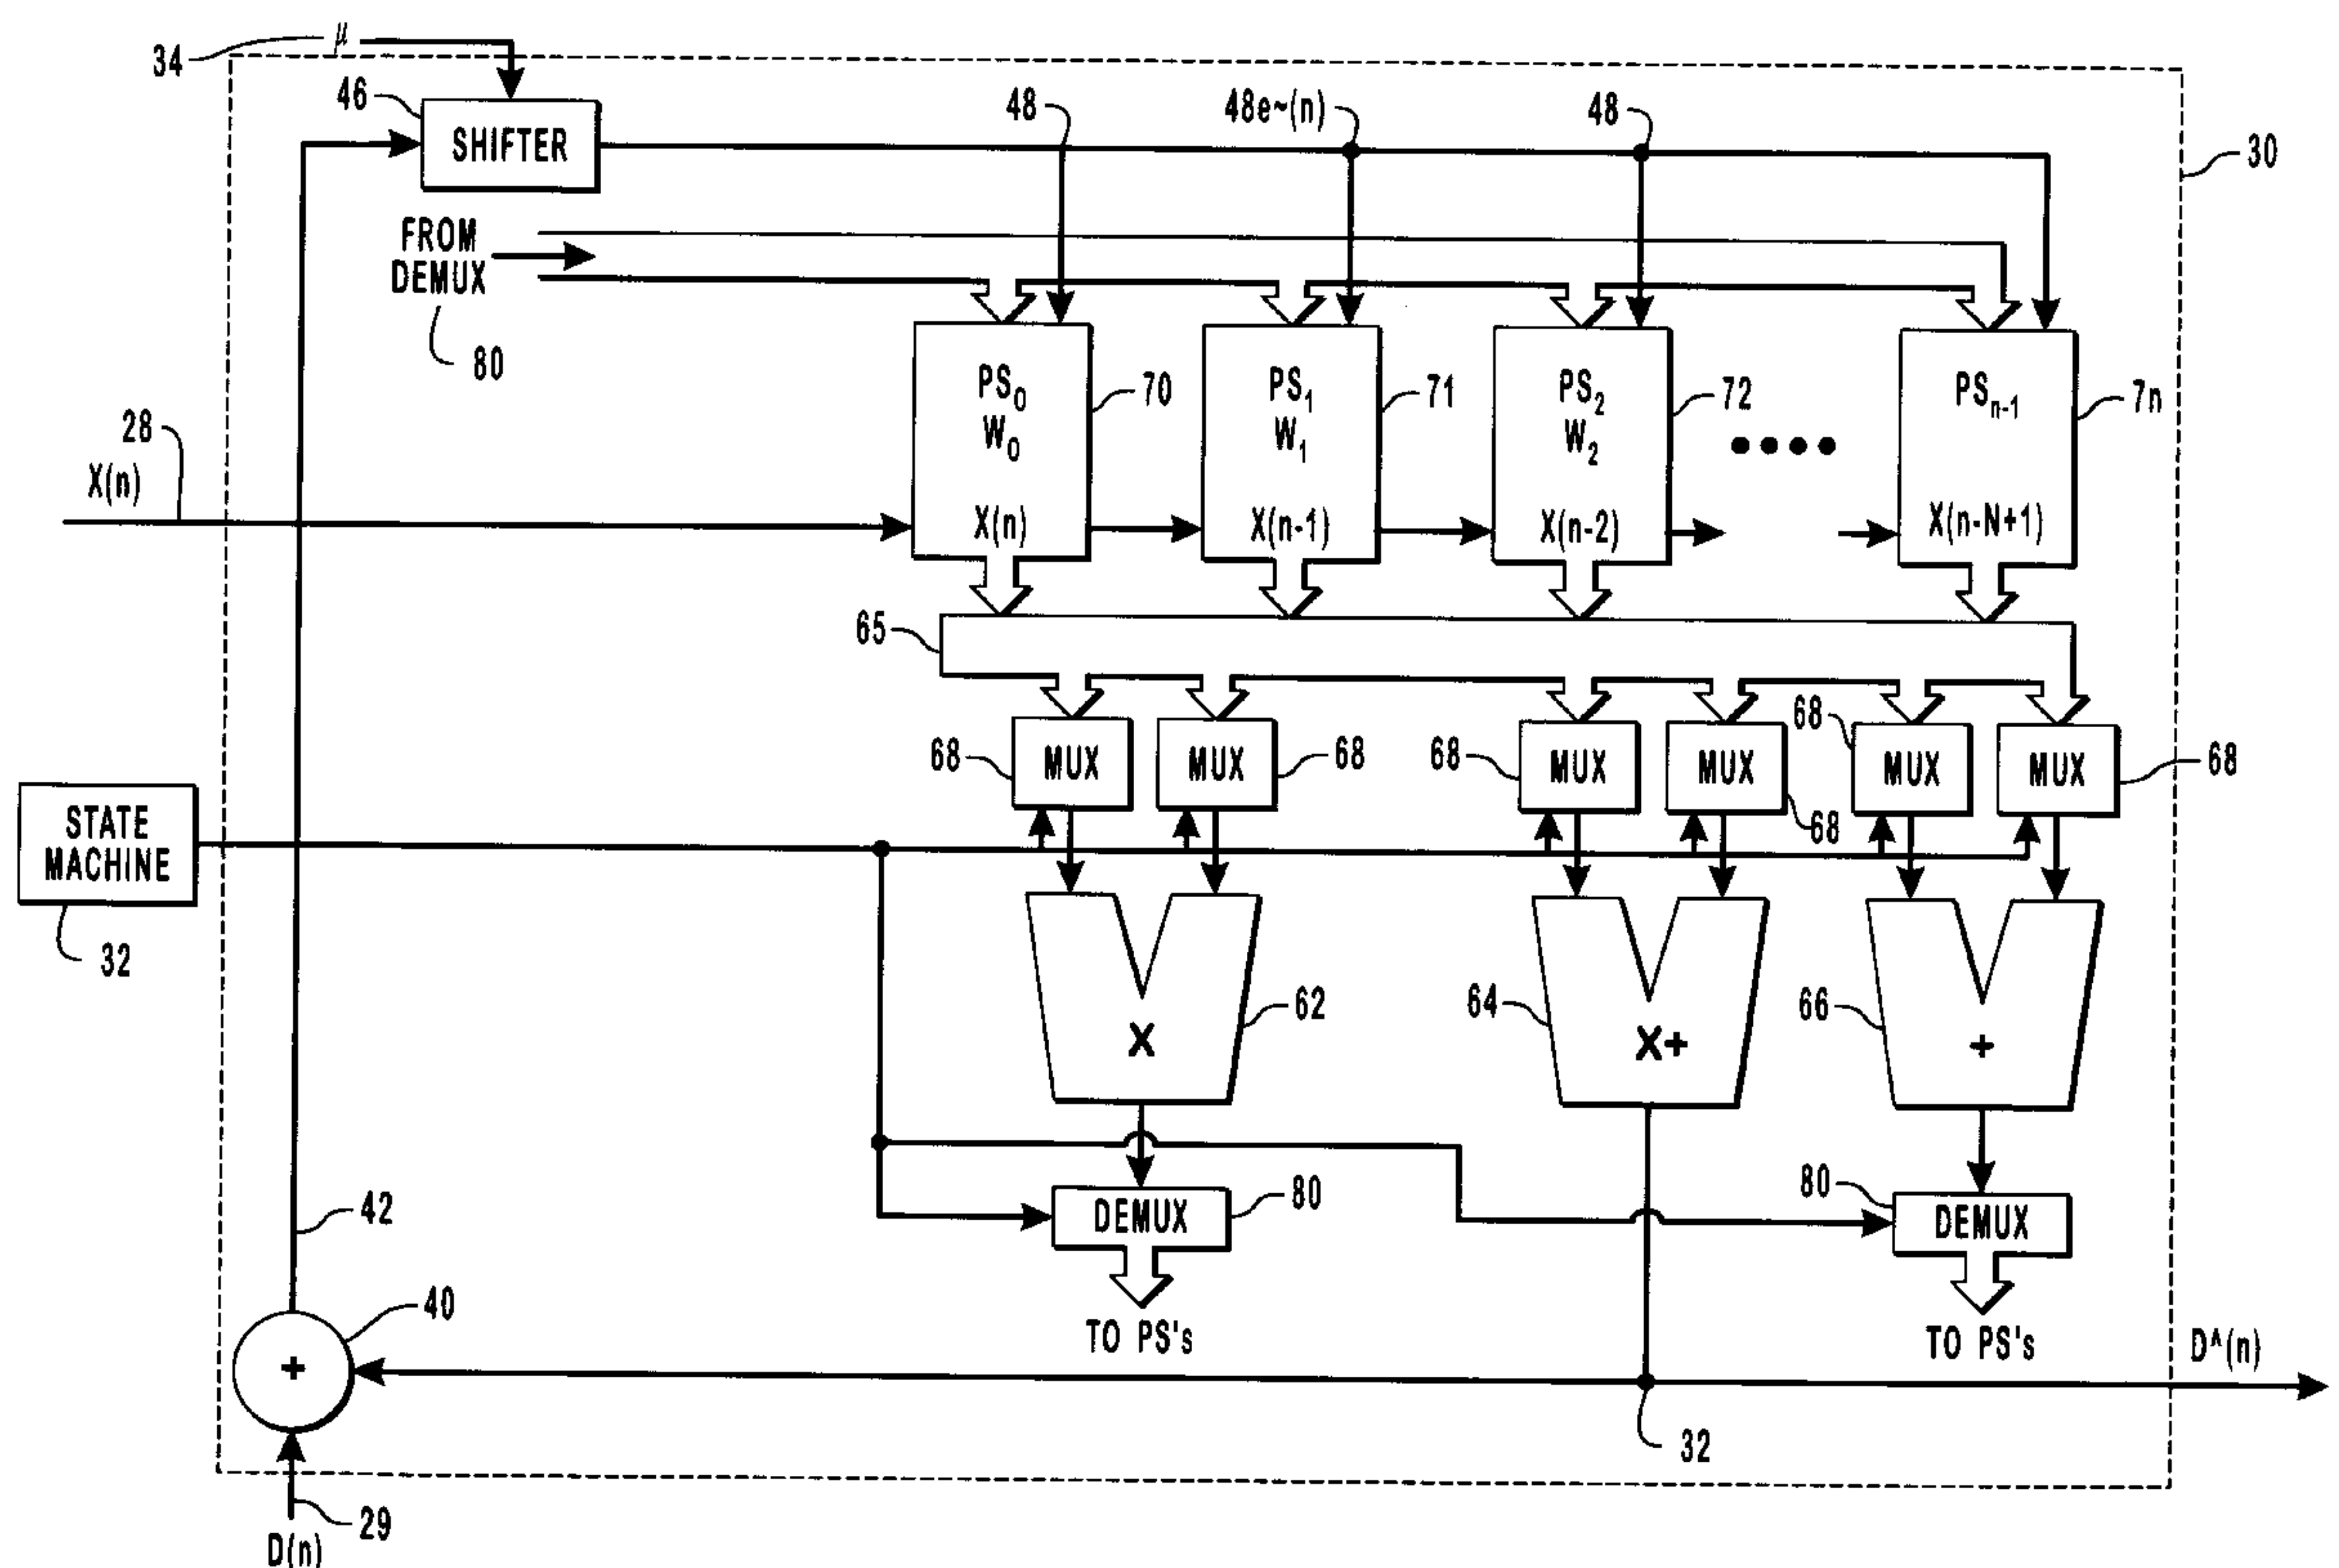 34
μ
46
SHIFTER
48
48e~(n)
48
30
FROM
DEMUX
80
PS0
W0
X(n)
70
PS1
W1
X(n-1)
71
PS2
W2
X(n-2)
72
PSn-1
X(n-N+1)
7n
28
X(n)
65
68
MUX
MUX
68
68
MUX
MUX
68
68
MUX
MUX
68
STATE
MACHINE
32
X
62
64
X+
66
+
42
DEMUX
80
80
DEMUX
40
+
TO PS's
TO PS's
D^(n)
32
29
D(n)